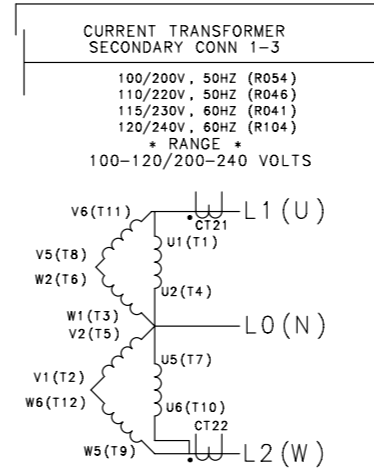 CURRENT TRANSFORMER
SECONDARY CONN 1-3
100/200V, 50HZ (R054)
110/220V, 50HZ (R046)
115/230V, 60HZ (R041)
120/240V, 60HZ (R104)
* RANGE *
100-120/200-240 VOLTS
V6(T11)
CT21
L1(U)
U1(T1)
V5(T8)
W2(T6)
U2(T4)
W1(T3)
V2(T5)
L0(N)
U5(T7)
V1(T2)
W6(T12)
U6(T10)
CT22
W5(T9)
L2(W)